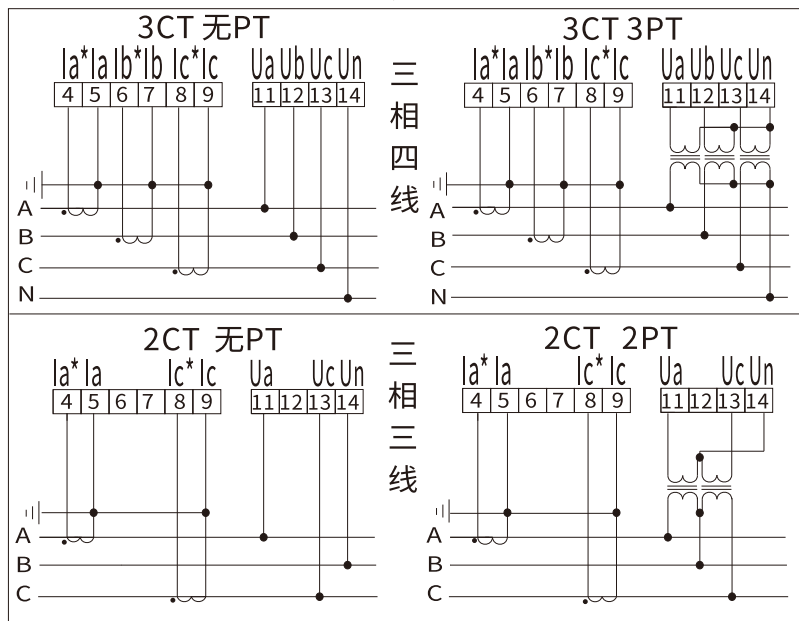 3CT 无PT
Ia* Ia Ib* Ib Ic* Ic Ua Ub Uc Un
4 5 6 7 8 9 11 12 13 14
A
B
C
N
三相四线
3CT 3PT
Ia* Ia Ib* Ib Ic* Ic Ua Ub Uc Un
4 5 6 7 8 9 11 12 13 14
A
B
C
N
2CT 无PT
Ia* Ia Ic* Ic Ua Uc Un
4 5 6 7 8 9 11 12 13 14
A
B
C
三相三线
2CT 2PT
Ia* Ia Ic* Ic Ua Uc Un
4 5 6 7 8 9 11 12 13 14
A
B
C